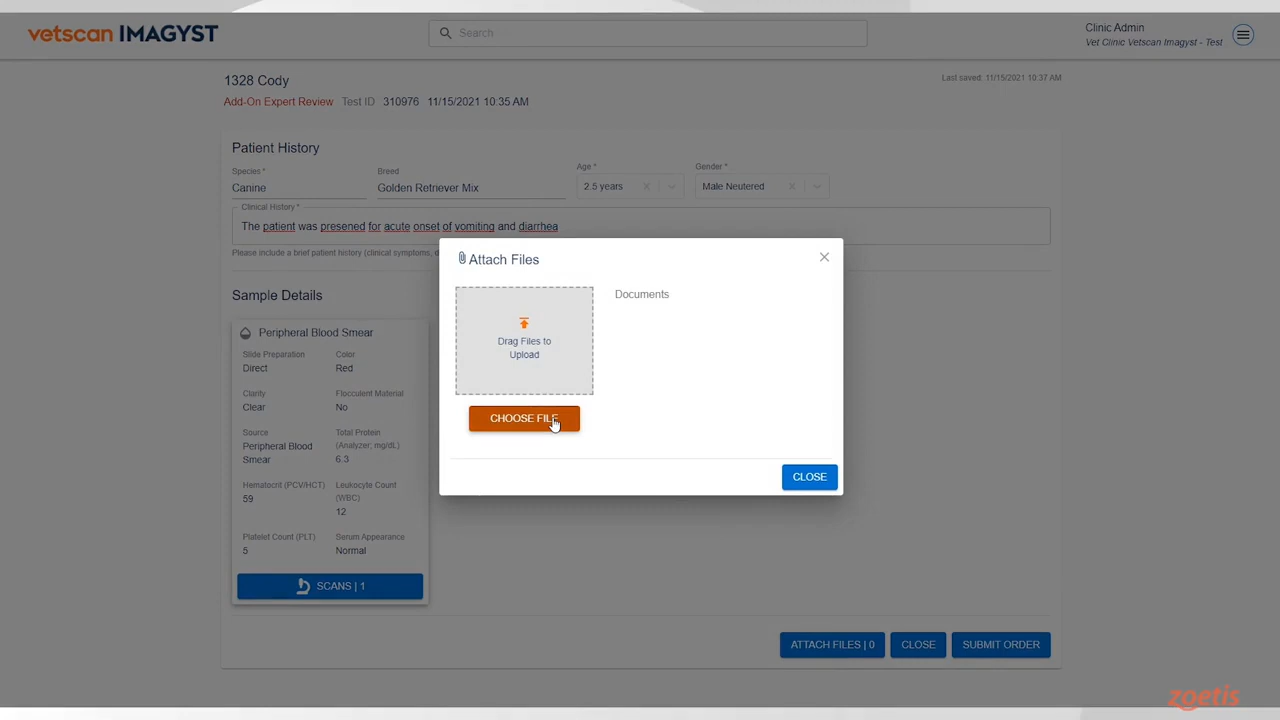 vetscan IMAGYST
Search
Clinic Admin
Vet Clinic Vetscan Imagyst - Test
1328 Cody
Last saved: 11/15/2021 10:37 AM
Add-On Expert Review Test ID 310976 11/15/2021 10:35 AM
Patient History
Species *
Canine
Breed
Golden Retriever Mix
Age *
2.5 years
Gender *
Male Neutered
Clinical History *
The patient was presened for acute onset of vomiting and diarrhea
Please include a brief patient history (clinical symptoms,
Attach Files
Drag Files to
Upload
CHOOSE FILE
Documents
CLOSE
Sample Details
Peripheral Blood Smear
Slide Preparation
Direct
Color
Red
Clarity
Clear
Flocculent Material
No
Source
Peripheral Blood
Smear
Total Protein
(Analyzer; mg/dL)
6.3
Hematocrit (PCV/HCT)
59
Leukocyte Count
(WBC)
12
Platelet Count (PLT)
5
Serum Appearance
Normal
SCANS | 1
ATTACH FILES | 0
CLOSE
SUBMIT ORDER
zoetis